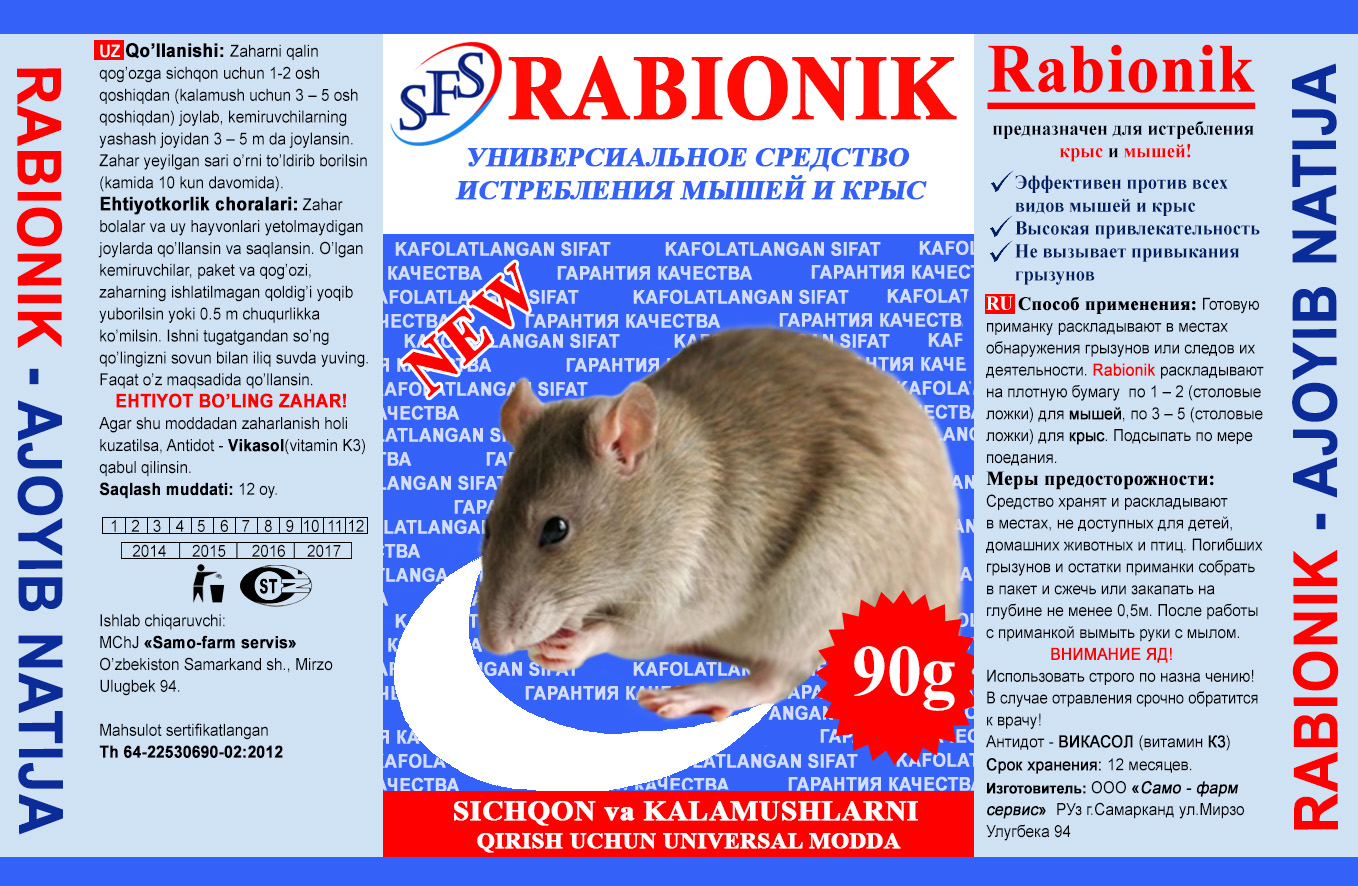 RABIONIK - AJOYIB NATIJA
UZ Qo’llanishi: Zaharni qalin
qog’ozga sichqon uchun 1-2 osh
qoshiqdan (kalamush uchun 3 – 5 osh
qoshiqdan) joylab, kemiruvchilarning
yashash joyidan 3 – 5 m da joylansin.
Zahar yeyilgan sari o’rni to’ldirib borilsin
(kamida 10 kun davomida).
Ehtiyotkorlik choralari: Zahar
bolalar va uy hayvonlari yetolmaydigan
joylarda qo’llansin va saqlansin. O’lgan
kemiruvchilar, paket va qog’ozi,
zaharning ishlatilmagan qoldig’i yoqib
yuborilsin yoki 0.5 m chuqurlikka
ko’milsin. Ishni tugatgandan so’ng
qo’lingizni sovun bilan iliq suvda yuving.
Faqat o’z maqsadida qo’llansin.
EHTIYOT BO’LING ZAHAR!
Agar shu moddadan zaharlanish holi
kuzatilsa, Antidot - Vikasol(vitamin K3)
qabul qilinsin.
Saqlash muddati: 12 oy.
1 2 3 4 5 6 7 8 9 10 11 12
2014 2015 2016 2017
ST
Ishlab chiqaruvchi:
MChJ «Samo-farm servis»
O’zbekiston Samarkand sh., Mirzo
Ulugbek 94.
Mahsulot sertifikatlangan
Th 64-22530690-02:2012
SFS RABIONIK
УНИВЕРСИАЛЬНОЕ СРЕДСТВО
ИСТРЕБЛЕНИЯ МЫШЕЙ И КРЫС
KAFOLATLANGAN SIFAT KAFOLATLANGAN SIFAT
КАЧЕСТВА ГАРАНТИЯ КАЧЕСТВА ГАРАНТИЯ
KAFOLATLANGAN SIFAT
ГАРАНТИЯ КАЧЕСТВА
NEW
90g
SICHQON va KALAMUSHLARNI
QIRISH UCHUN UNIVERSAL MODDA
Rabionik
предназначен для истребления
крыс и мышей!
Эффективен против всех
видов мышей и крыс
Высокая привлекательность
Не вызывает привыкания
грызунов
RU Способ применения: Готовую
приманку раскладывают в местах
обнаружения грызунов или следов их
деятельности. Rabionik раскладывают
на плотную бумагу по 1 – 2 (столовые
ложки) для мышей, по 3 – 5 (столовые
ложки) для крыс. Подсыпать по мере
поедания.
Меры предосторожности:
Средство хранят и раскладывают
в местах, не доступных для детей,
домашних животных и птиц. Погибших
грызунов и остатки приманки собрать
в пакет и сжечь или закапать на
глубине не менее 0,5м. После работы
с приманкой вымыть руки с мылом.
ВНИМАНИЕ ЯД!
Использовать строго по назна чению!
В случае отравления срочно обратится
к врачу!
Антидот - ВИКАСОЛ (витамин К3)
Срок хранения: 12 месяцев.
Изготовитель: ООО «Само - фарм
сервис» РУз г.Самарканд ул.Мирзо
Улугбека 94
RABIONIK - AJOYIB NATIJA